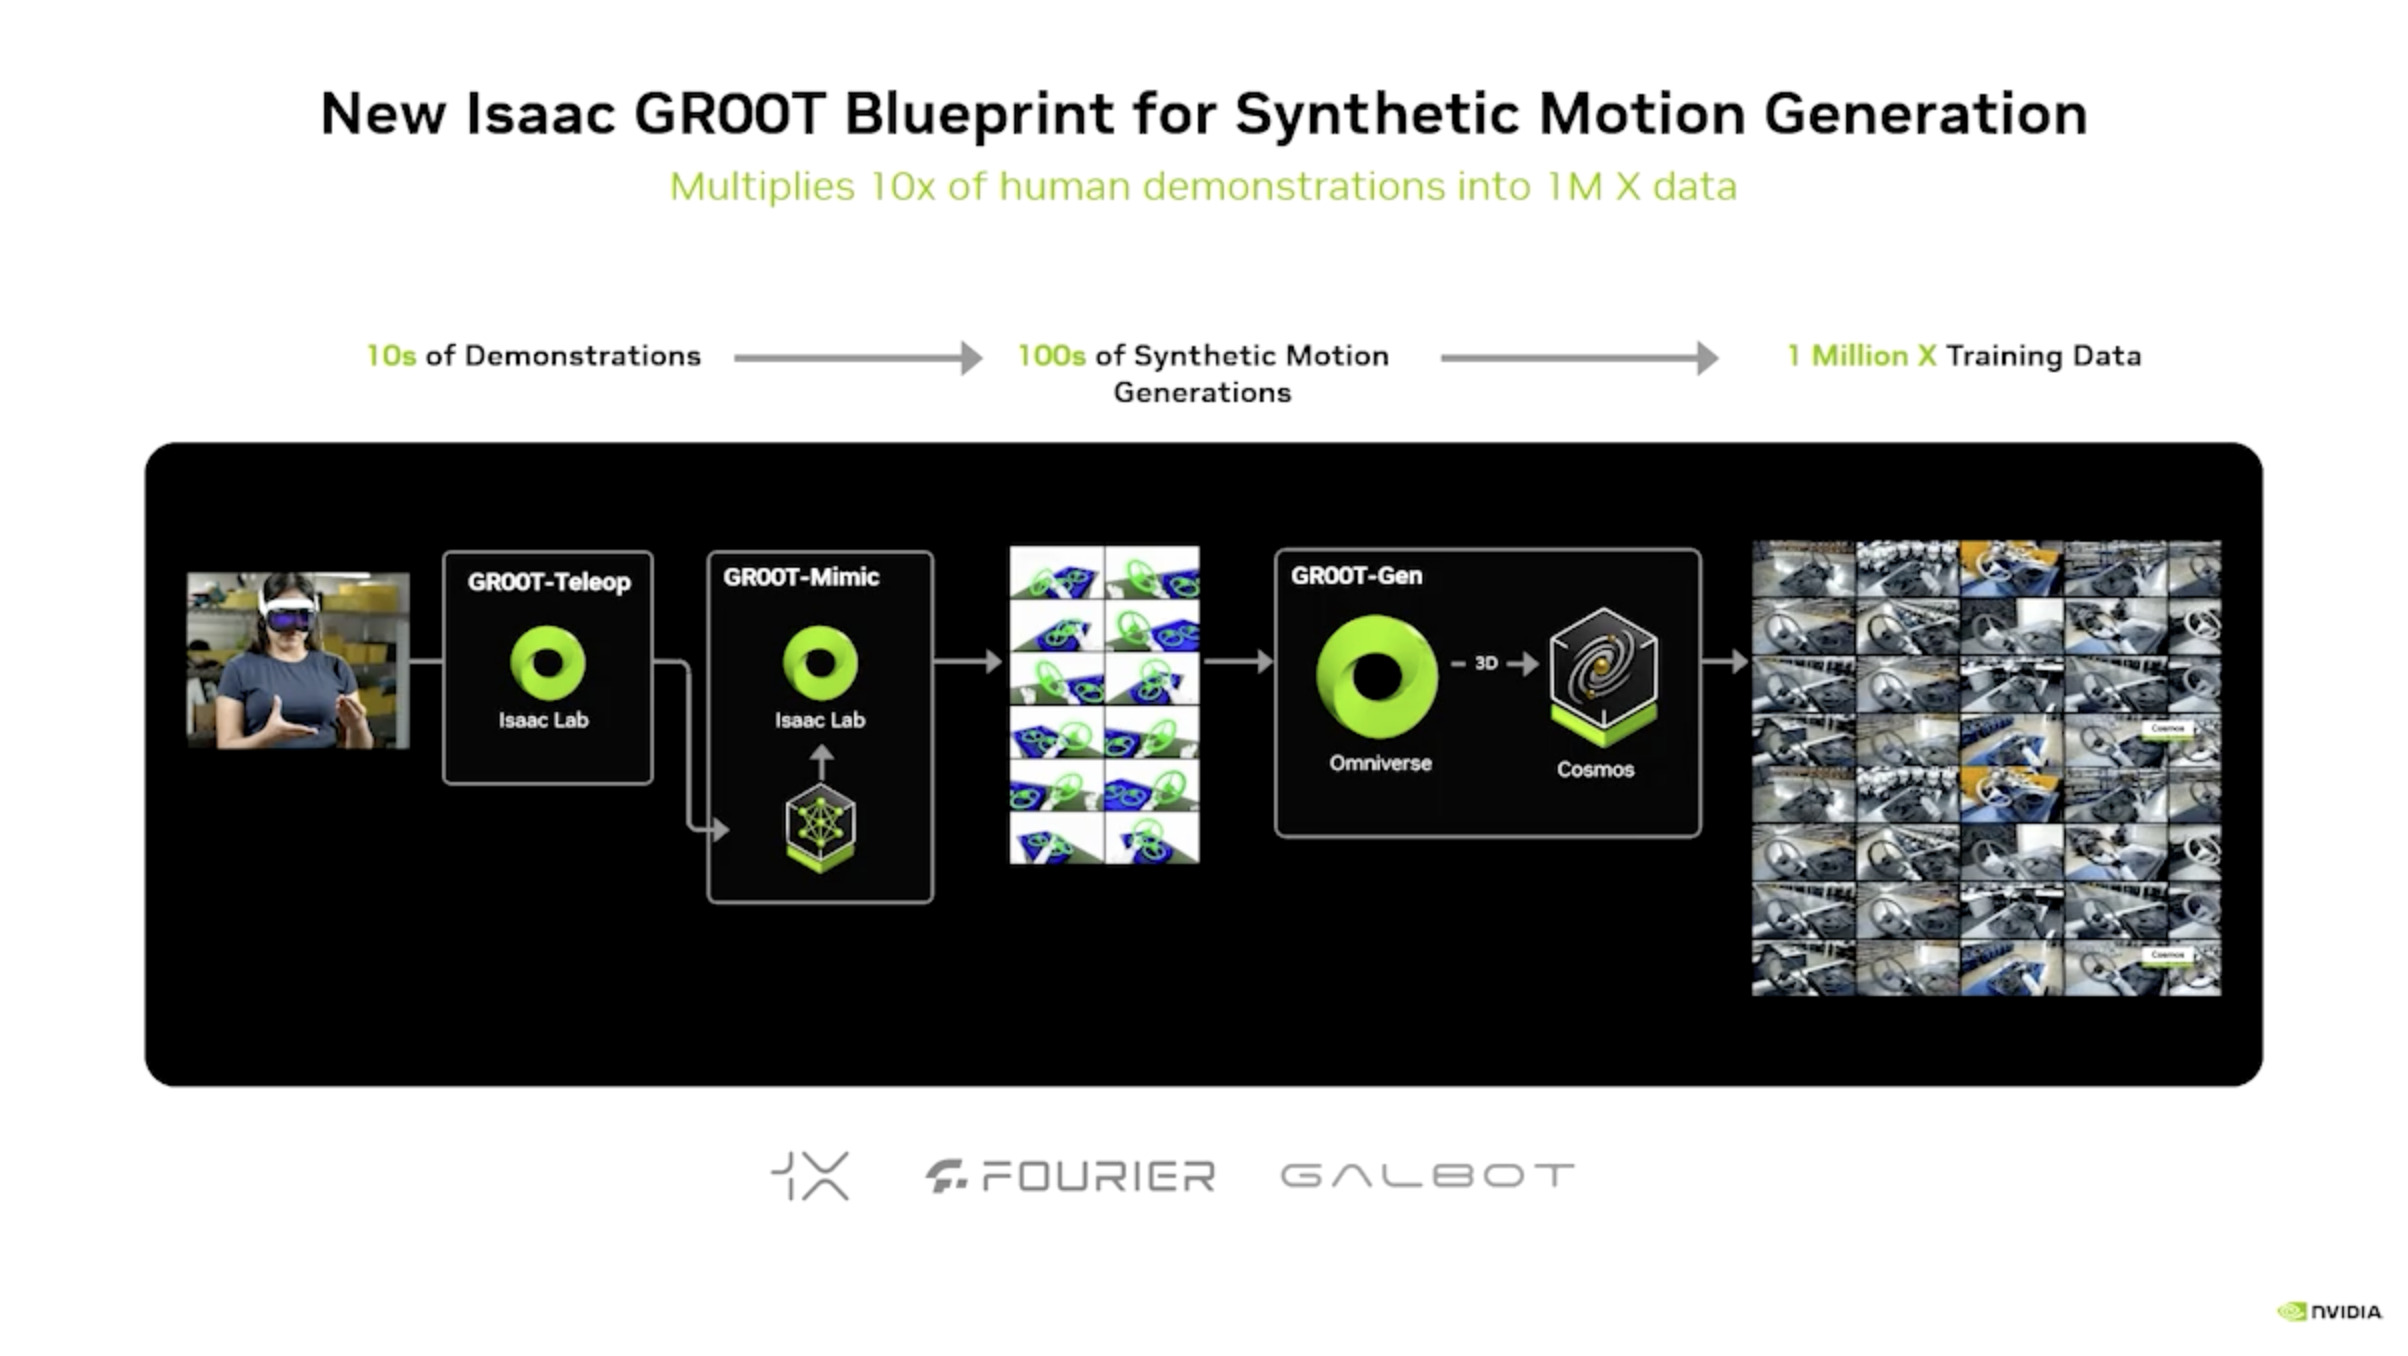 New Isaac GR00T Blueprint for Synthetic Motion Generation
Multiplies 10x of human demonstrations into 1M X data
10s of Demonstrations
100s of Synthetic Motion
Generations
1 Million X Training Data
GR00T-Teleop
Isaac Lab
GR00T-Mimic
Isaac Lab
GR00T-Gen
Omniverse
3D
Cosmos
Cosmos
Cosmos
1X
FOURIER
GALBOT
NVIDIA